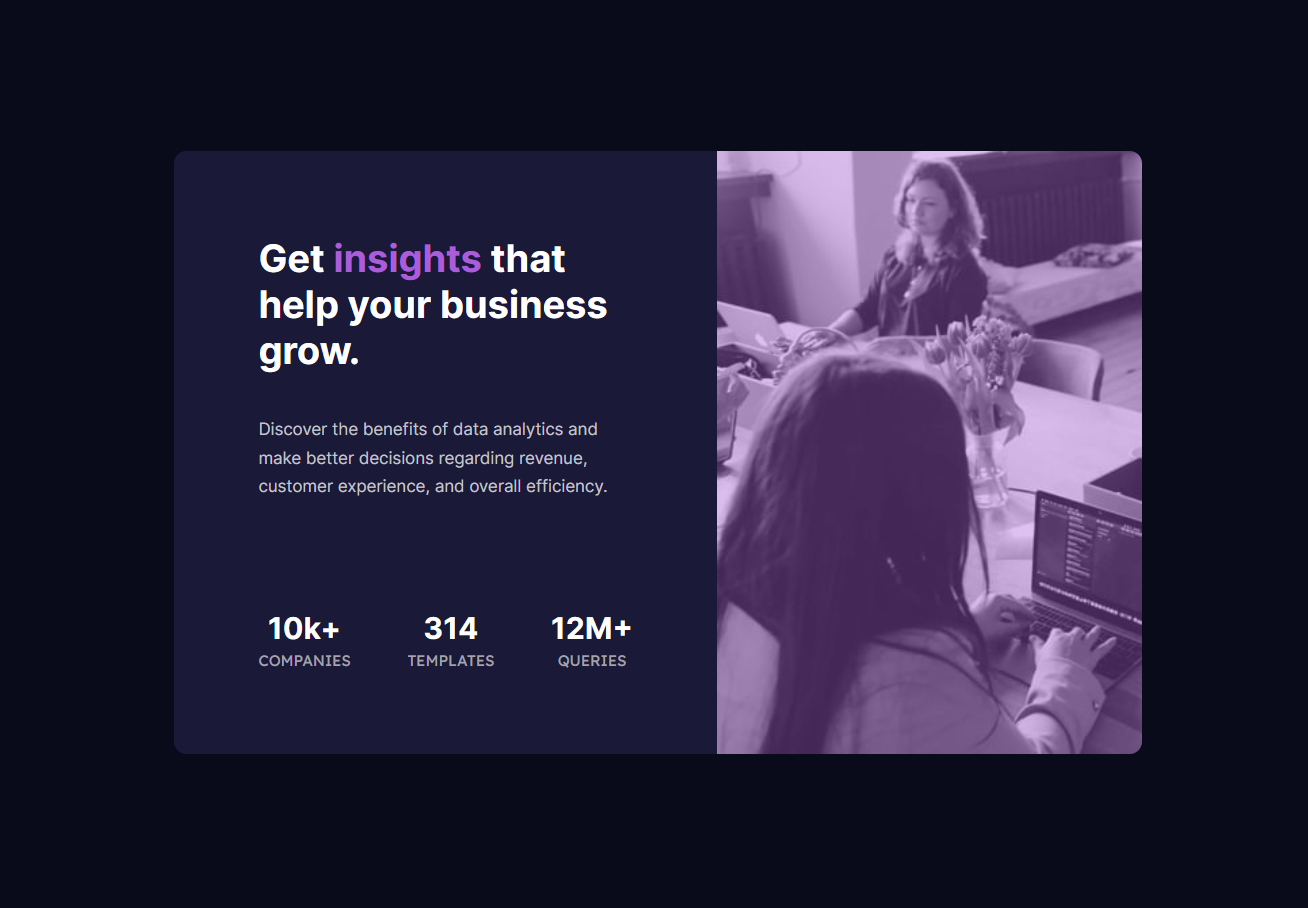 Get insights that
help your business
grow.
Discover the benefits of data analytics and
make better decisions regarding revenue,
customer experience, and overall efficiency.
10k+ 314 12M+
COMPANIES TEMPLATES QUERIES